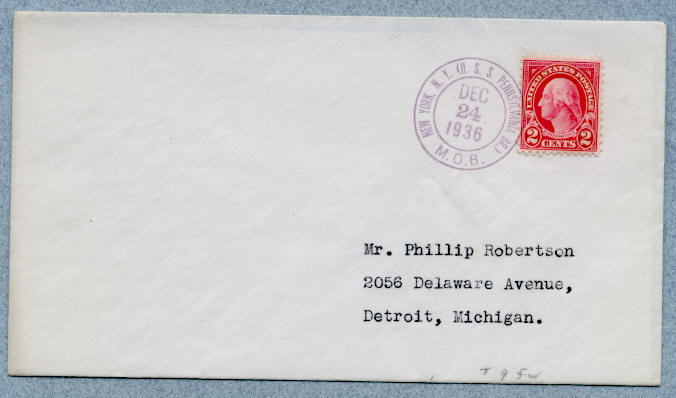 NEW YORK, N. Y. (U. S. S. PENNSYLVANIA BR.)
DEC
24
1936
M.O.B.
UNITED STATES POSTAGE
2 CENTS 2
Mr. Phillip Robertson
2056 Delaware Avenue,
Detroit, Michigan.